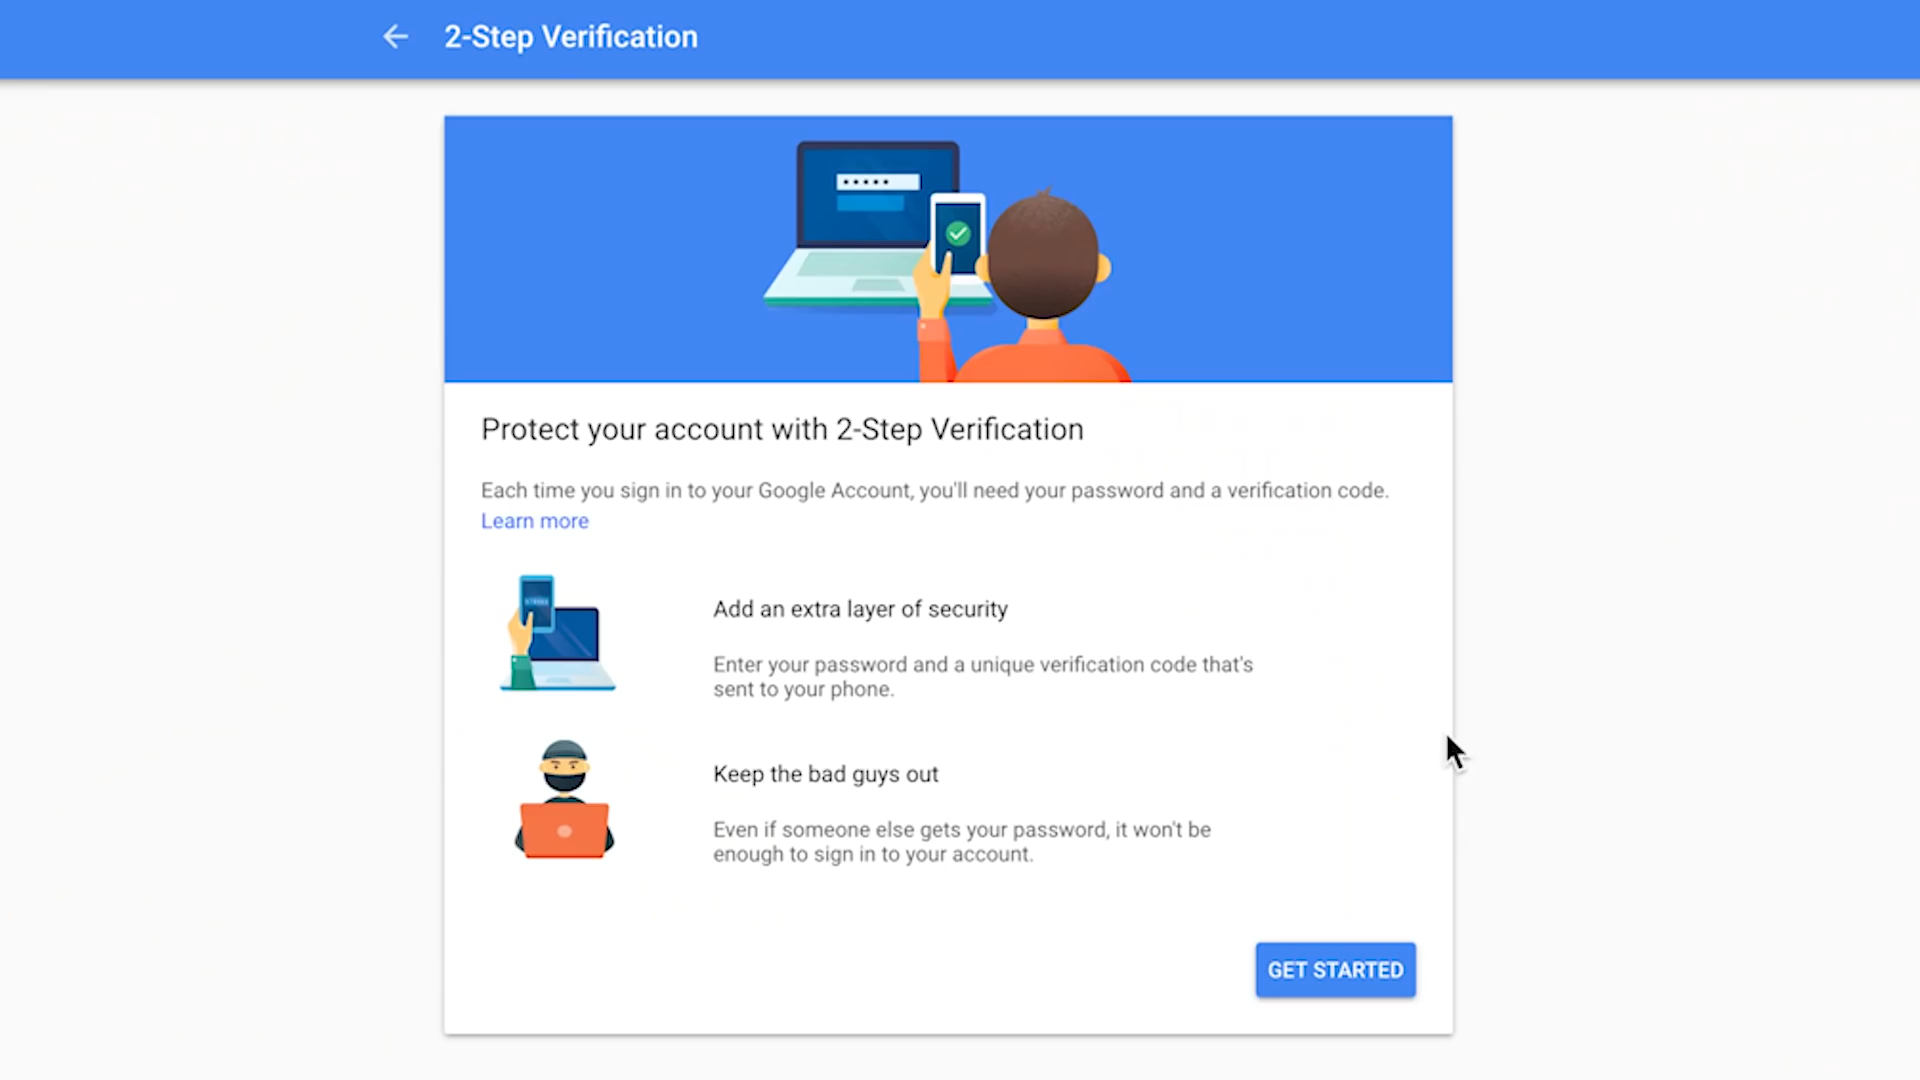 2-Step Verification
Protect your account with 2-Step Verification
Each time you sign in to your Google Account, you'll need your password and a verification code.
Learn more
Add an extra layer of security
Enter your password and a unique verification code that's
sent to your phone.
Keep the bad guys out
Even if someone else gets your password, it won't be
enough to sign in to your account.
GET STARTED